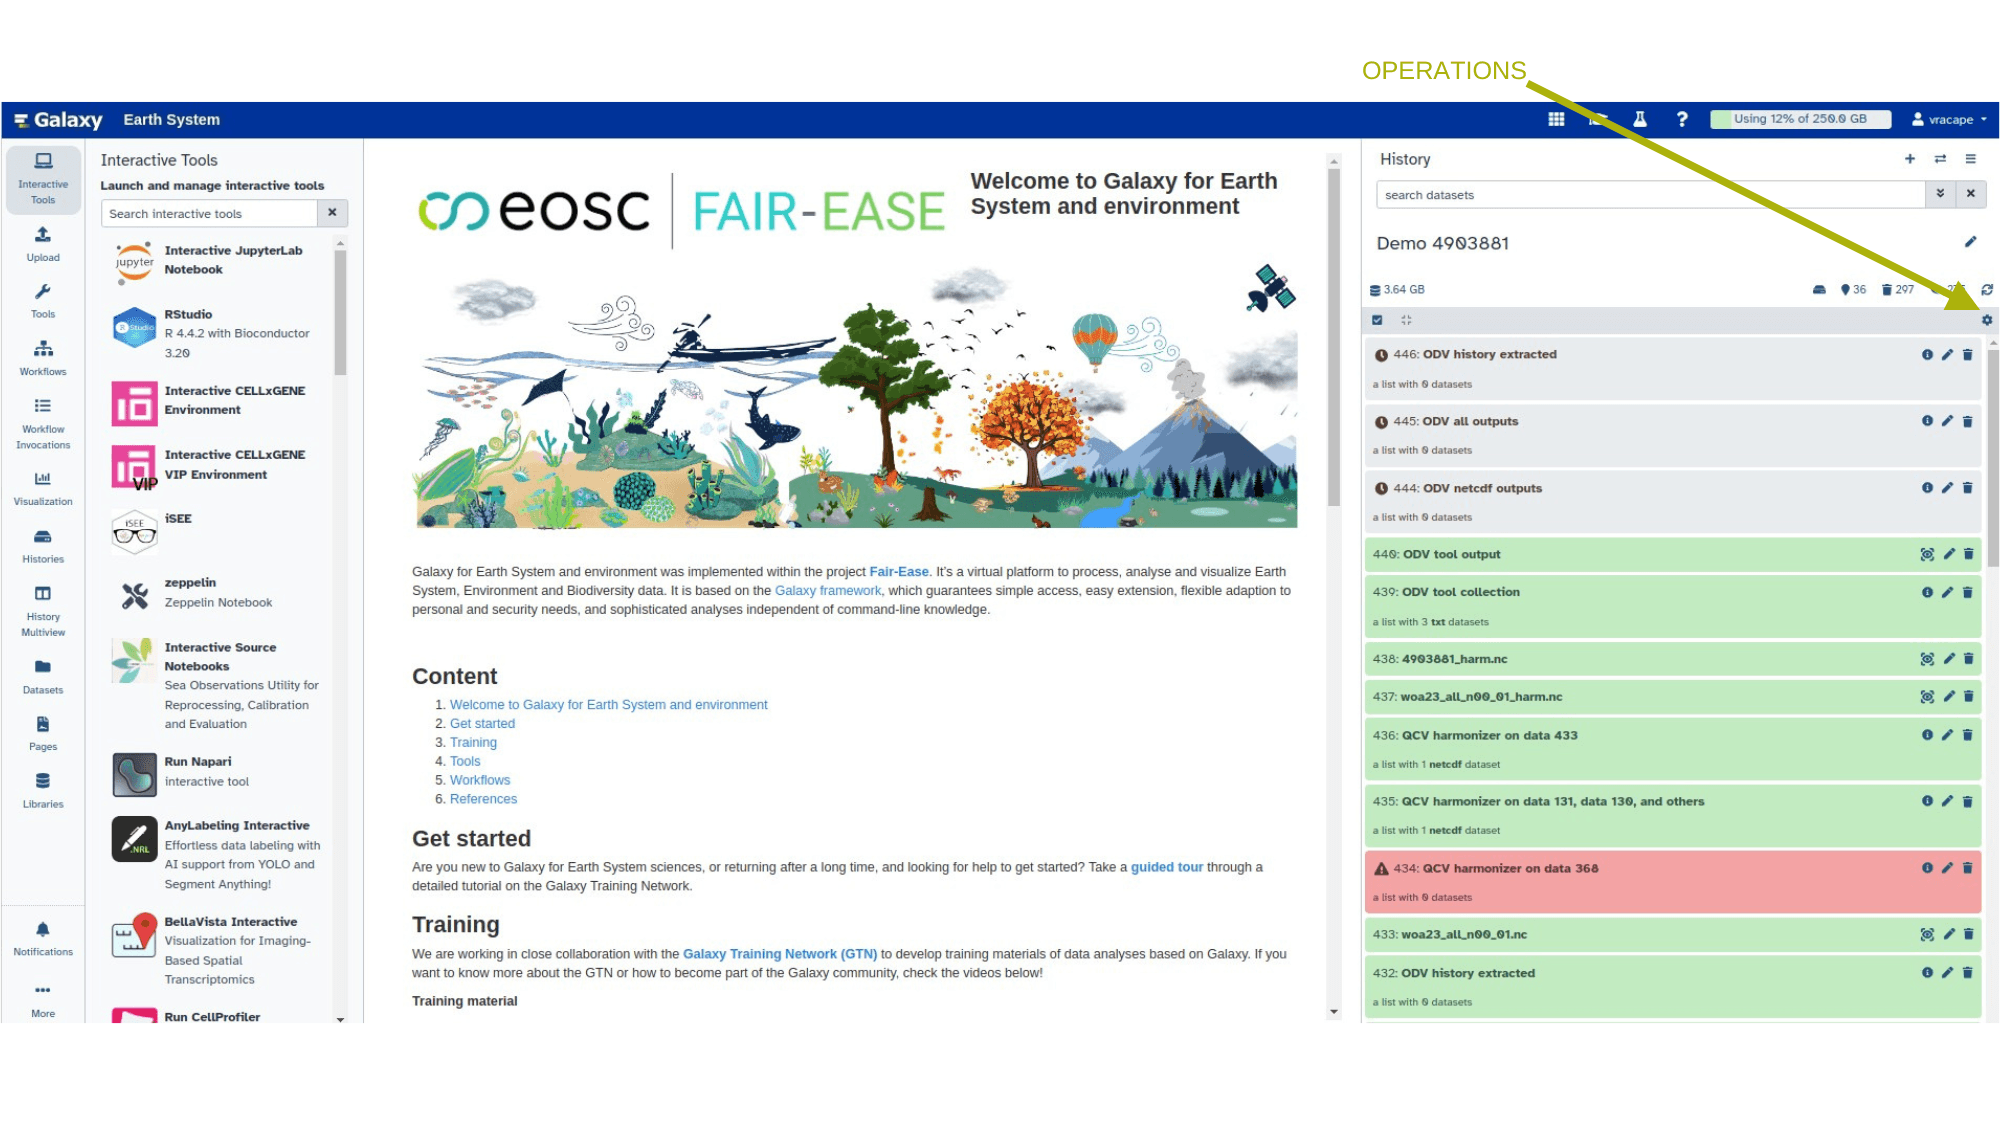 OPERATIONS
Galaxy Earth System
Using 12% of 250.0 GB
vracape
Interactive
Tools
Upload
Tools
Workflows
Workflow
Invocations
Visualization
Histories
History
Multiview
Datasets
Pages
Libraries
Notifications
More
Interactive Tools
Launch and manage interactive tools
Search interactive tools
jupyter
Interactive JupyterLab
Notebook
R Studio
RStudio
R 4.4.2 with Bioconductor
3.20
Interactive CELLxGENE
Environment
VIP
Interactive CELLxGENE
VIP Environment
iSEE
iSEE
zeppelin
Zeppelin Notebook
Interactive Source
Notebooks
Sea Observations Utility for
Reprocessing, Calibration
and Evaluation
Run Napari
interactive tool
.NRL
AnyLabeling Interactive
Effortless data labeling with
AI support from YOLO and
Segment Anything!
BellaVista Interactive
Visualization for Imaging-
Based Spatial
Transcriptomics
Run CellProfiler
eosc FAIR-EASE
Welcome to Galaxy for Earth
System and environment
Galaxy for Earth System and environment was implemented within the project Fair-Ease. It's a virtual platform to process, analyse and visualize Earth
System, Environment and Biodiversity data. It is based on the Galaxy framework, which guarantees simple access, easy extension, flexible adaption to
personal and security needs, and sophisticated analyses independent of command-line knowledge.
Content
1. Welcome to Galaxy for Earth System and environment
2. Get started
3. Training
4. Tools
5. Workflows
6. References
Get started
Are you new to Galaxy for Earth System sciences, or returning after a long time, and looking for help to get started? Take a guided tour through a
detailed tutorial on the Galaxy Training Network.
Training
We are working in close collaboration with the Galaxy Training Network (GTN) to develop training materials of data analyses based on Galaxy. If you
want to know more about the GTN or how to become part of the Galaxy community, check the videos below!
Training material
History
search datasets
Demo 4903881
3.64 GB
36
297
446: ODV history extracted
a list with 0 datasets
445: ODV all outputs
a list with 0 datasets
444: ODV netcdf outputs
a list with 0 datasets
440: ODV tool output
439: ODV tool collection
a list with 3 txt datasets
438: 4903881_harm.nc
437: woa23_all_n00_01_harm.nc
436: QCV harmonizer on data 433
a list with 1 netcdf dataset
435: QCV harmonizer on data 131, data 130, and others
a list with 1 netcdf dataset
434: QCV harmonizer on data 368
a list with 0 datasets
433: woa23_all_n00_01.nc
432: ODV history extracted
a list with 0 datasets